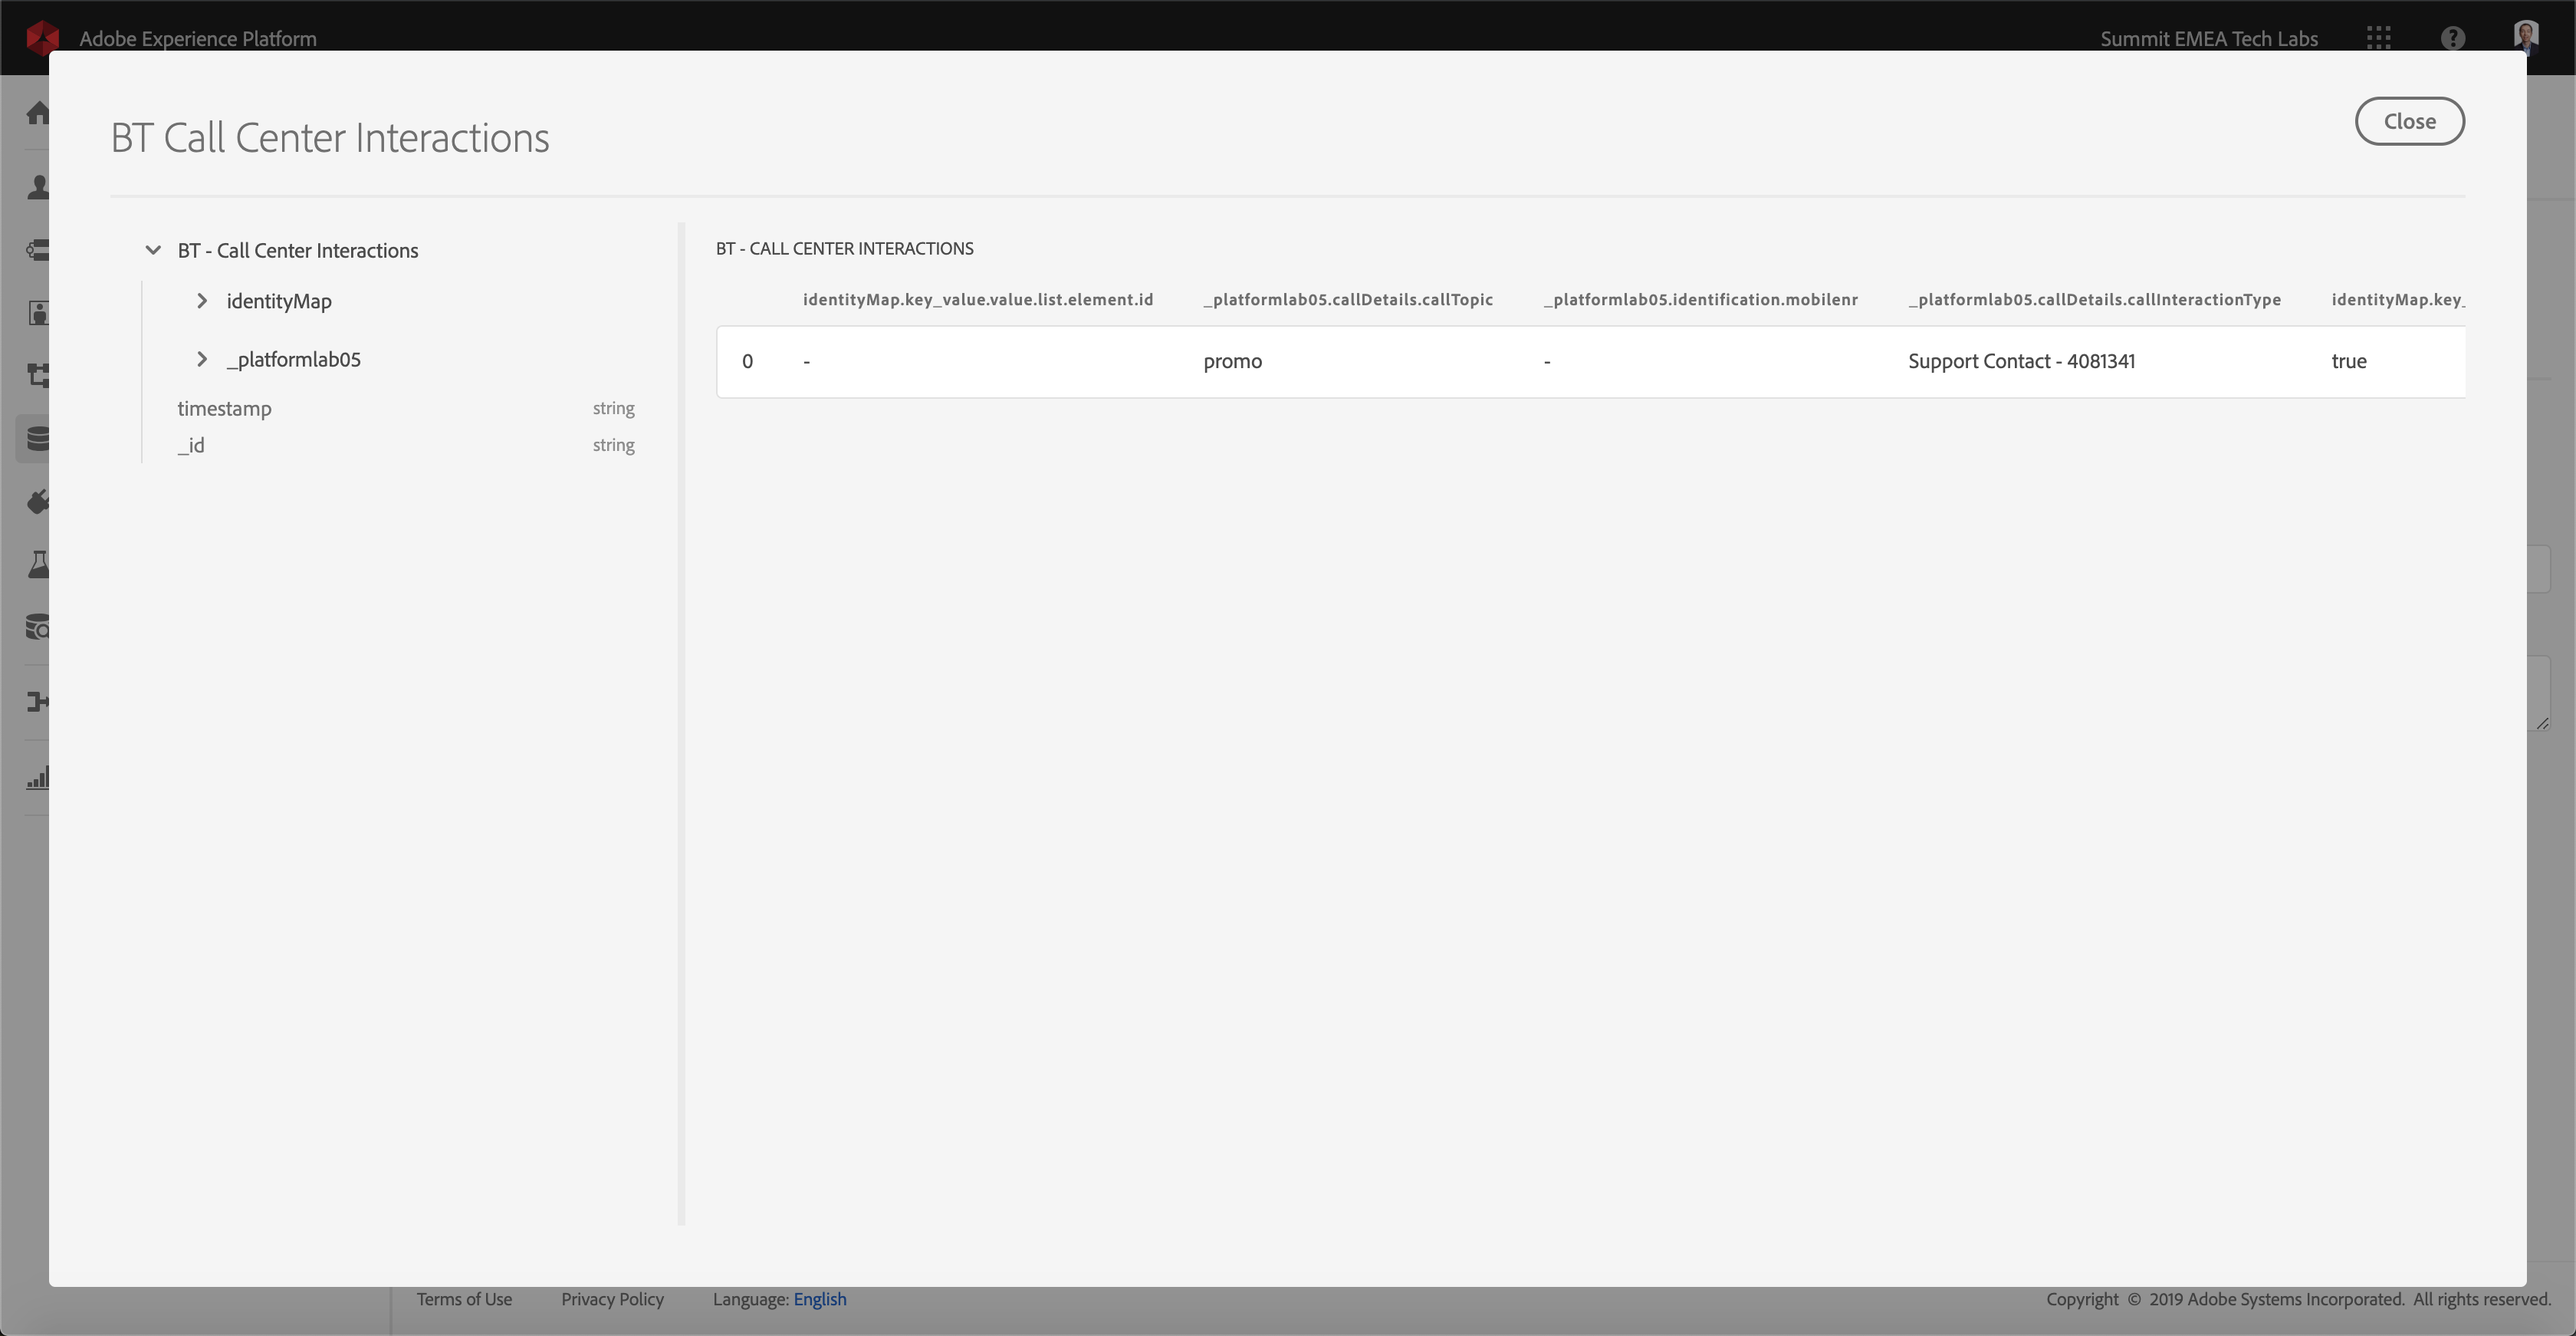 Adobe Experience Platform
Summit EMEA Tech Labs
?
BT Call Center Interactions
Close
BT - Call Center Interactions
identityMap
_platformlab05
timestamp string
_id string
BT - CALL CENTER INTERACTIONS
identityMap.key_value.value.list.element.id _platformlab05.callDetails.callTopic _platformlab05.identification.mobilenr _platformlab05.callDetails.callInteractionType identityMap.key_
0 - promo - Support Contact - 4081341 true
Terms of Use Privacy Policy Language: English Copyright © 2019 Adobe Systems Incorporated. All rights reserved.